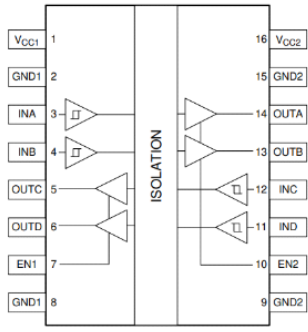 VCC1 1 16 VCC2
GND1 2 15 GND2
INA 3 14 OUTA
INB 4 13 OUTB
OUTC 5 12 INC
OUTD 6 11 IND
EN1 7 10 EN2
GND1 8 9 GND2
ISOLATION